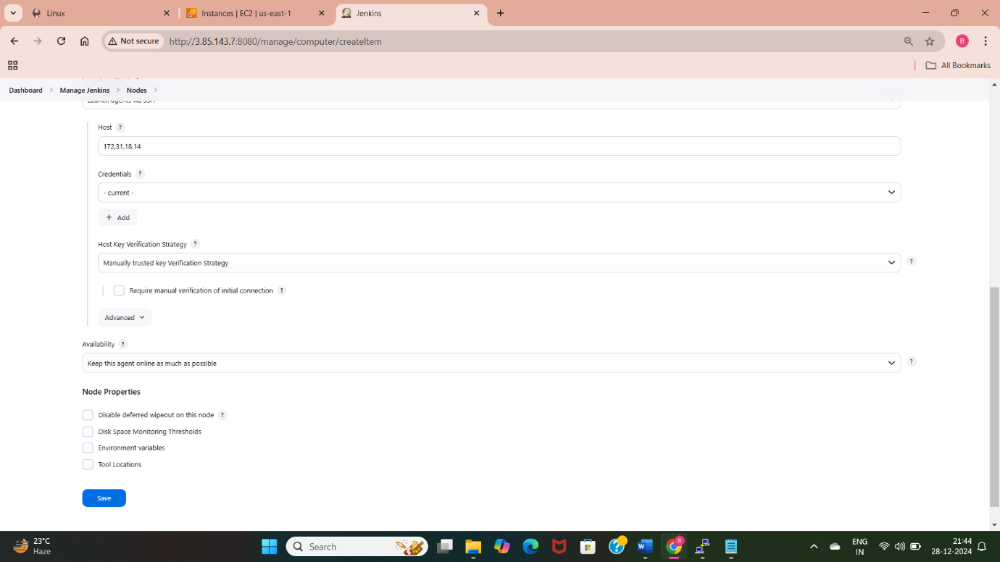 Linux
Instances | EC2 | us-east-1
Jenkins
Not secure
http://3.85.143.7:8080/manage/computer/createItem
B
All Bookmarks
Dashboard > Manage Jenkins > Nodes >
Launch agents via SSH
Host ?
172.31.18.14
Credentials ?
- current -
+ Add
Host Key Verification Strategy ?
Manually trusted key Verification Strategy
?
Require manual verification of initial connection ?
Advanced
Availability ?
Keep this agent online as much as possible
?
Node Properties
Disable deferred wipeout on this node ?
Disk Space Monitoring Thresholds
Environment variables
Tool Locations
Save
23°C
Haze
Search
ENG
IN
21:44
28-12-2024